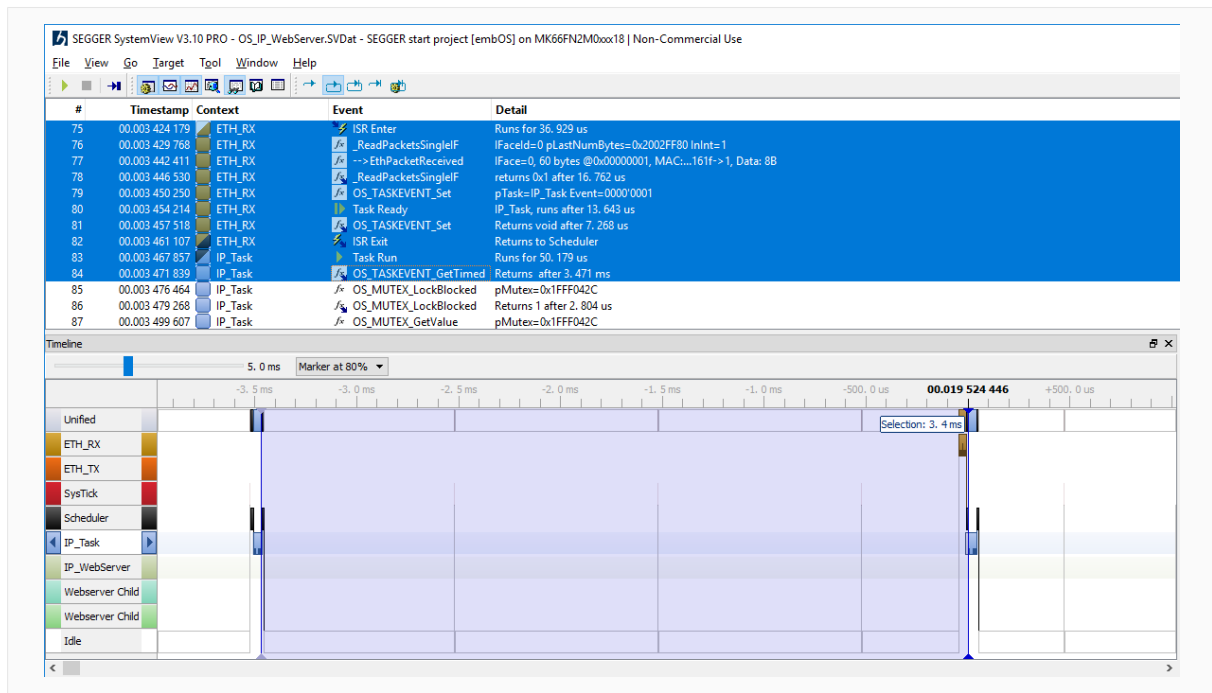 SEGGER SystemView V3.10 PRO - OS_IP_WebServer.SVDat - SEGGER start project [embOS] on MK66FN2M0xxx18 | Non-Commercial Use
File View Go Target Tool Window Help
# Timestamp Context Event Detail
75 00.003 424 179 ETH_RX ISR Enter Runs for 36. 929 us
76 00.003 429 768 ETH_RX _ReadPacketsSingleIF IFaceId=0 pLastNumBytes=0x2002FF80 InInt=1
77 00.003 442 411 ETH_RX -->EthPacketReceived IFace=0, 60 bytes @0x00000001, MAC:...161f->1, Data: 8B
78 00.003 446 530 ETH_RX _ReadPacketsSingleIF returns 0x1 after 16. 762 us
79 00.003 450 250 ETH_RX OS_TASKEVENT_Set pTask=IP_Task Event=0000'0001
80 00.003 454 214 ETH_RX Task Ready IP_Task, runs after 13. 643 us
81 00.003 457 518 ETH_RX OS_TASKEVENT_Set Returns void after 7. 268 us
82 00.003 461 107 ETH_RX ISR Exit Returns to Scheduler
83 00.003 467 857 IP_Task Task Run Runs for 50. 179 us
84 00.003 471 839 IP_Task OS_TASKEVENT_GetTimed Returns after 3. 471 ms
85 00.003 476 464 IP_Task OS_MUTEX_LockBlocked pMutex=0x1FFF042C
86 00.003 479 268 IP_Task OS_MUTEX_LockBlocked Returns 1 after 2. 804 us
87 00.003 499 607 IP_Task OS_MUTEX_GetValue pMutex=0x1FFF042C
Timeline
5. 0 ms Marker at 80%
-3. 5 ms -3. 0 ms -2. 5 ms -2. 0 ms -1. 5 ms -1. 0 ms -500. 0 us 00.019 524 446 +500. 0 us
Unified
Selection: 3. 4 ms
ETH_RX
ETH_TX
SysTick
Scheduler
IP_Task
IP_WebServer
Webserver Child
Webserver Child
Idle